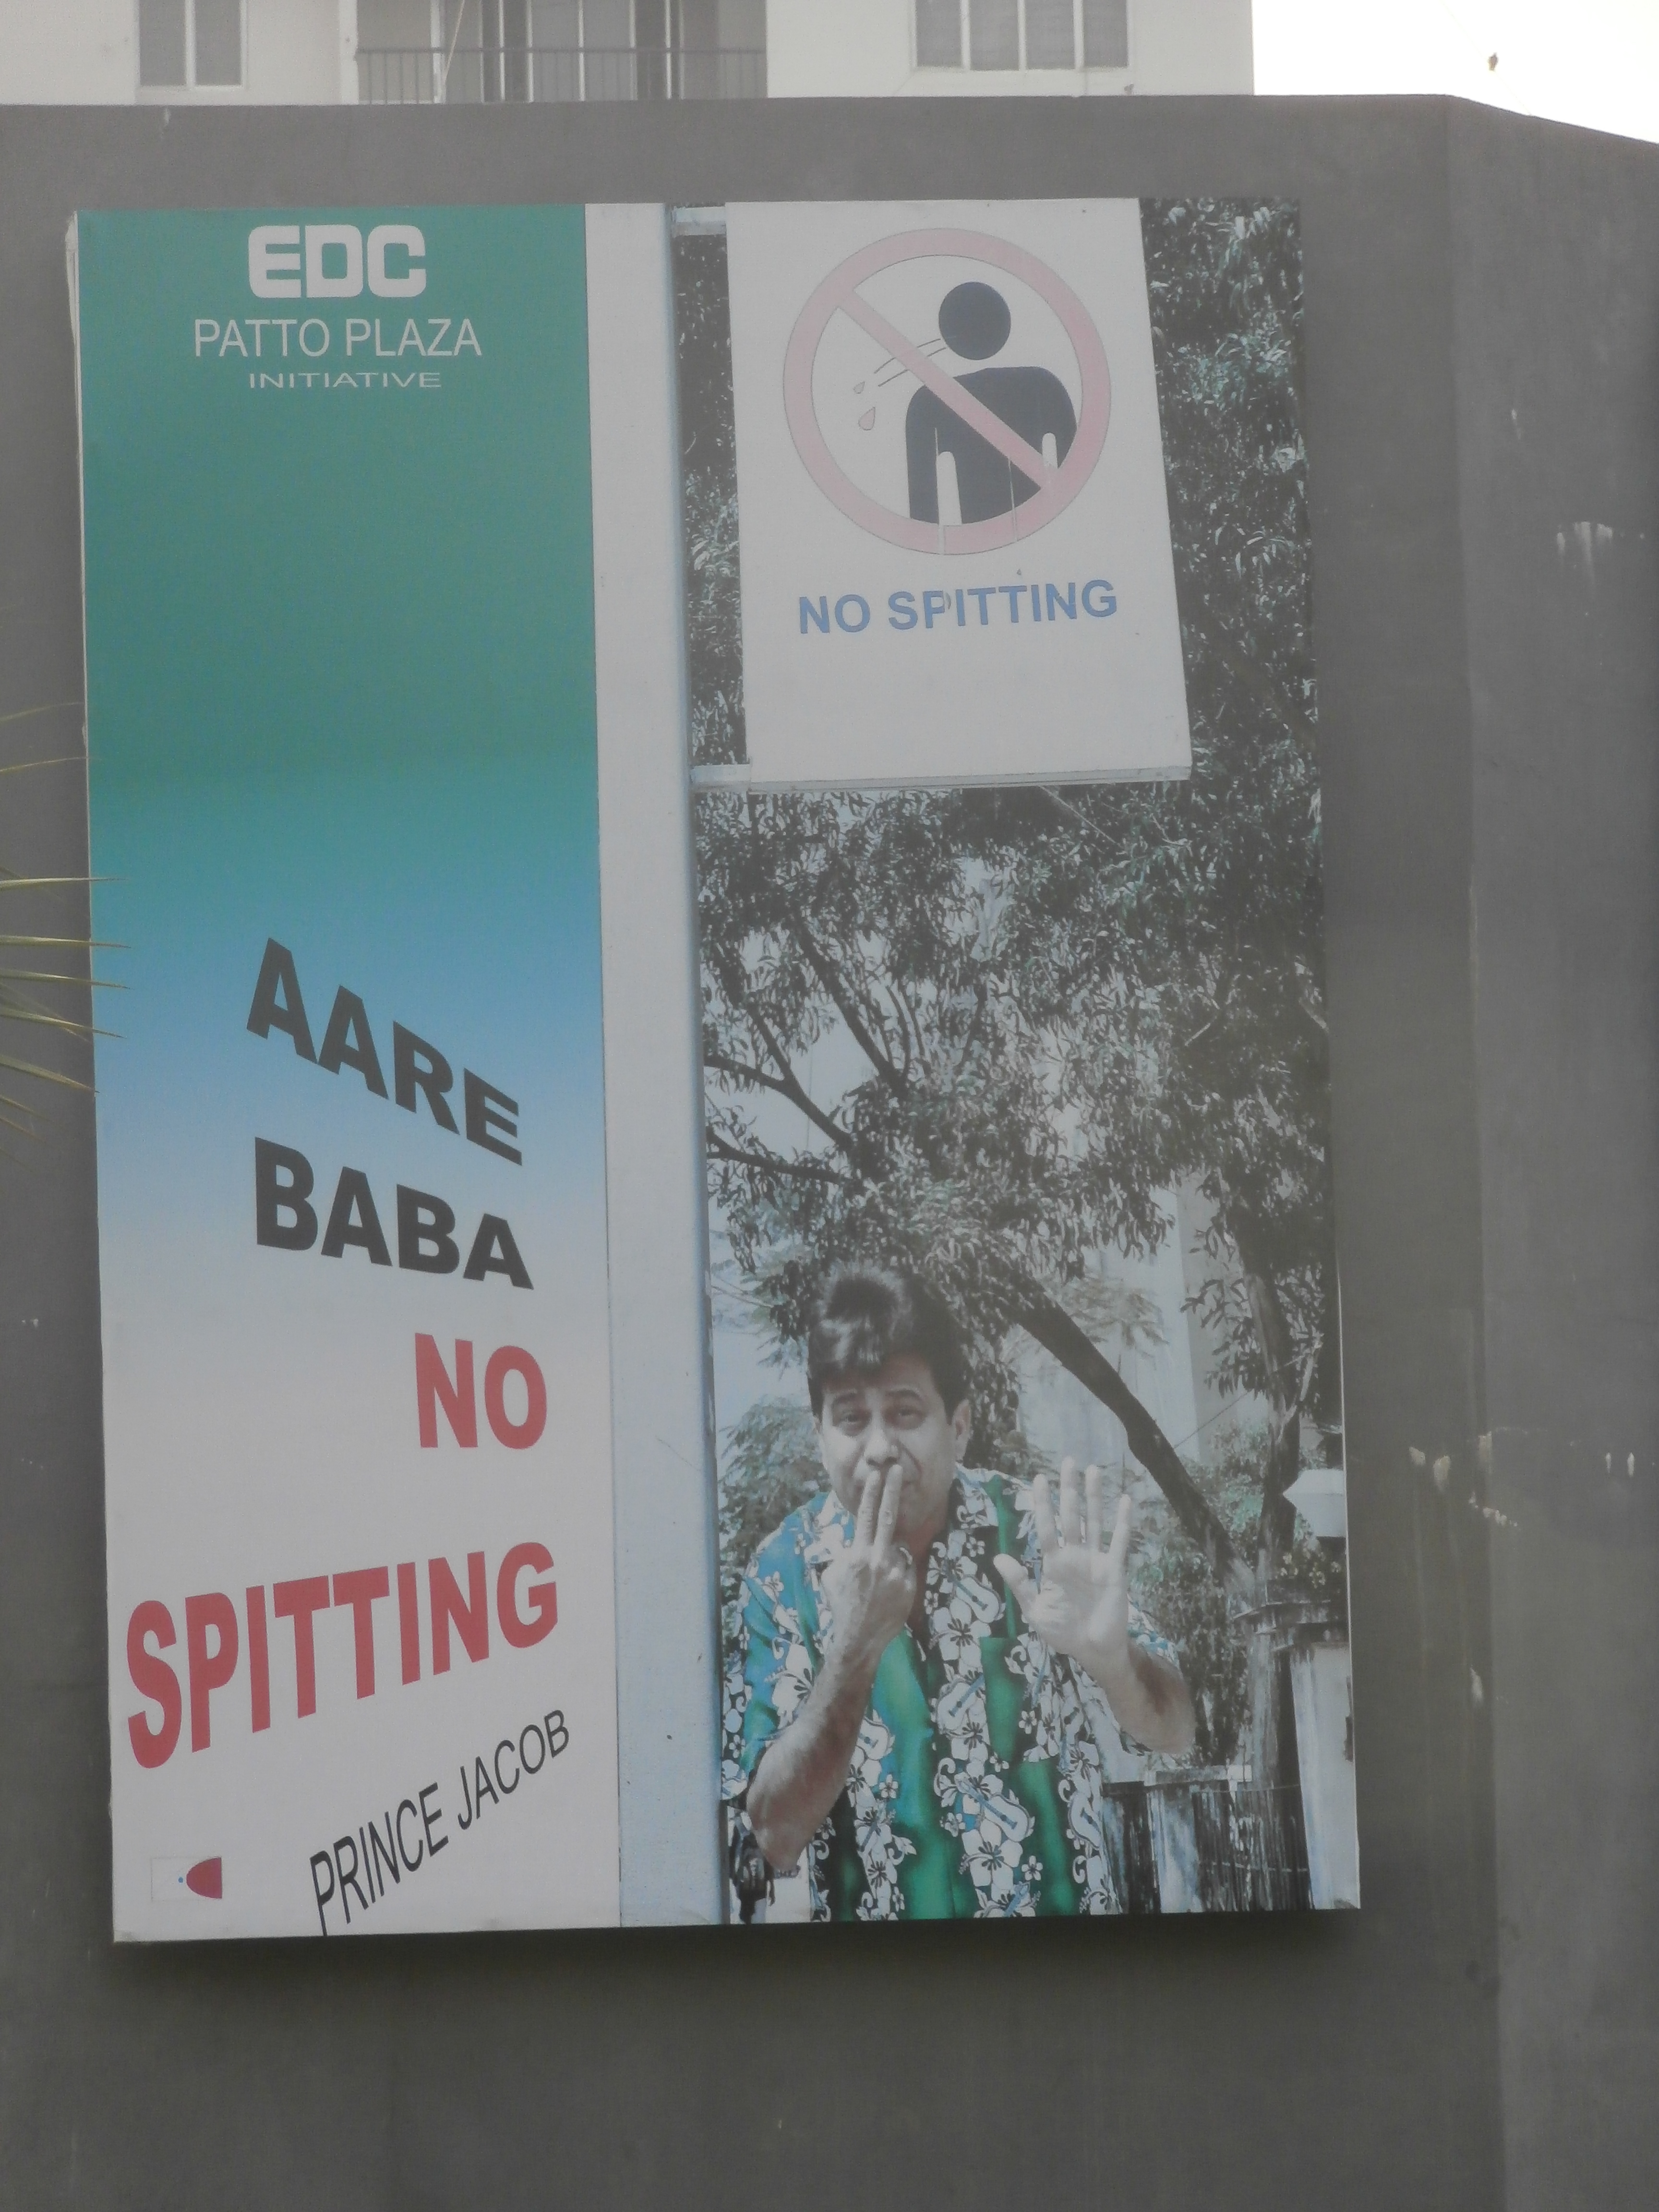 EDC
PATTO PLAZA
INITIATIVE
NO SPITTING
AARE
BABA
NO
SPITTING
PRINCE JACOB